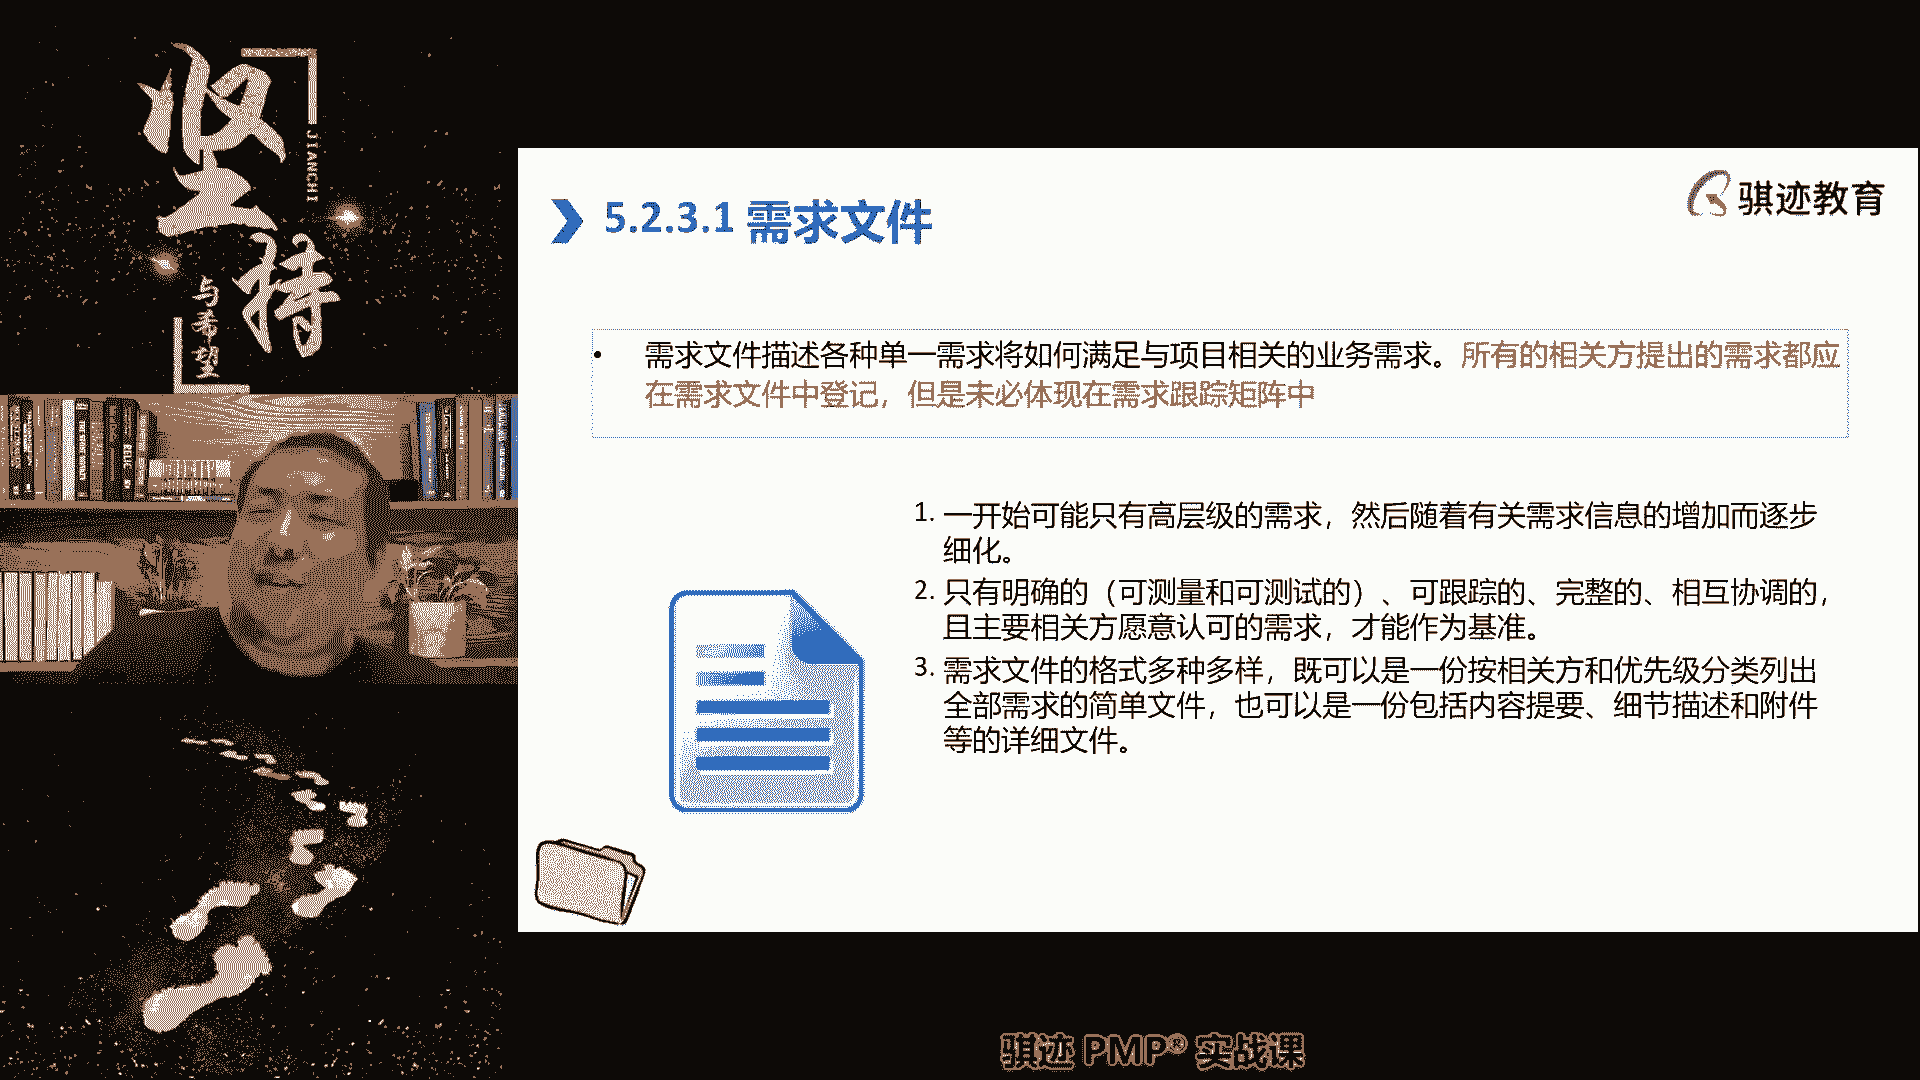 坚持
JIANCHI
与希望
骐迹教育
5.2.3.1 需求文件
• 需求文件描述各种单一需求将如何满足与项目相关的业务需求。所有的相关方提出的需求都应
在需求文件中登记，但是未必体现在需求跟踪矩阵中
1. 一开始可能只有高层级的需求，然后随着有关需求信息的增加而逐步
细化。
2. 只有明确的（可测量和可测试的）、可跟踪的、完整的、相互协调的，
且主要相关方愿意认可的需求，才能作为基准。
3. 需求文件的格式多种多样，既可以是一份按相关方和优先级分类列出
全部需求的简单文件，也可以是一份包括内容提要、细节描述和附件
等的详细文件。
骐迹 PMP® 实战课